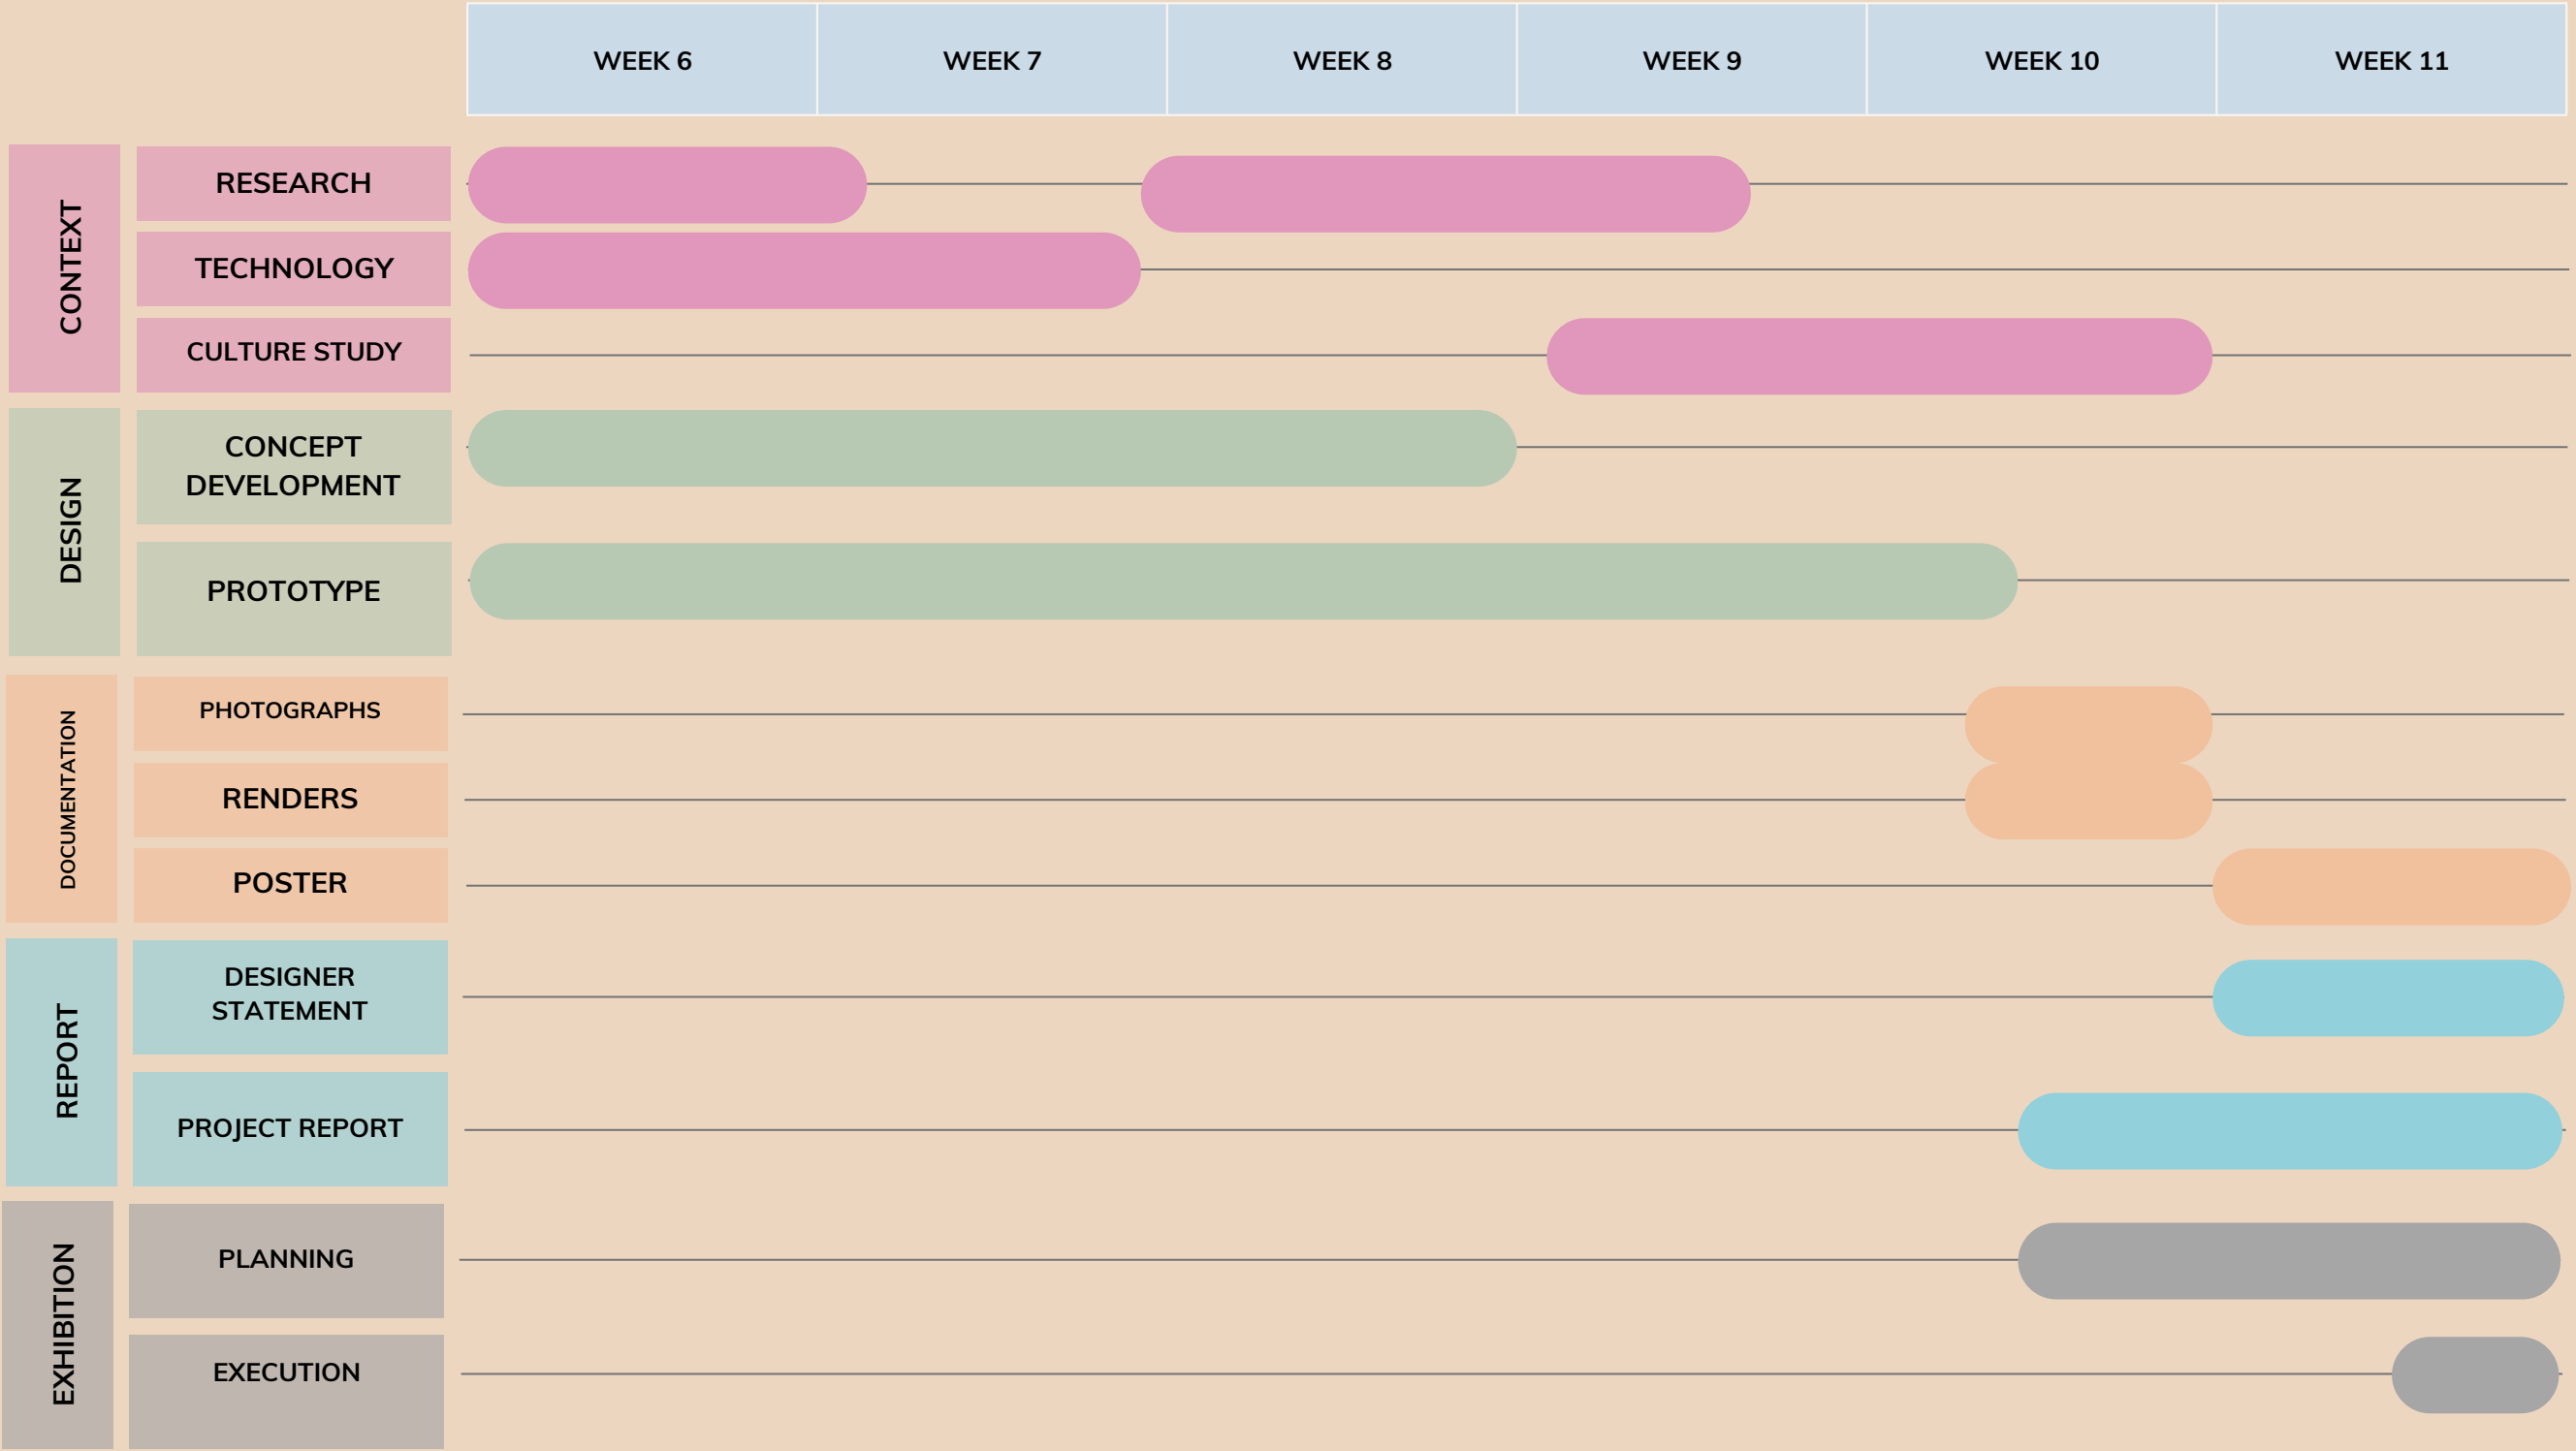 WEEK 6
WEEK 7
WEEK 8
WEEK 9
WEEK 10
WEEK 11
CONTEXT
RESEARCH
TECHNOLOGY
CULTURE STUDY
DESIGN
CONCEPT
DEVELOPMENT
PROTOTYPE
DOCUMENTATION
PHOTOGRAPHS
RENDERS
POSTER
REPORT
DESIGNER
STATEMENT
PROJECT REPORT
EXHIBITION
PLANNING
EXECUTION